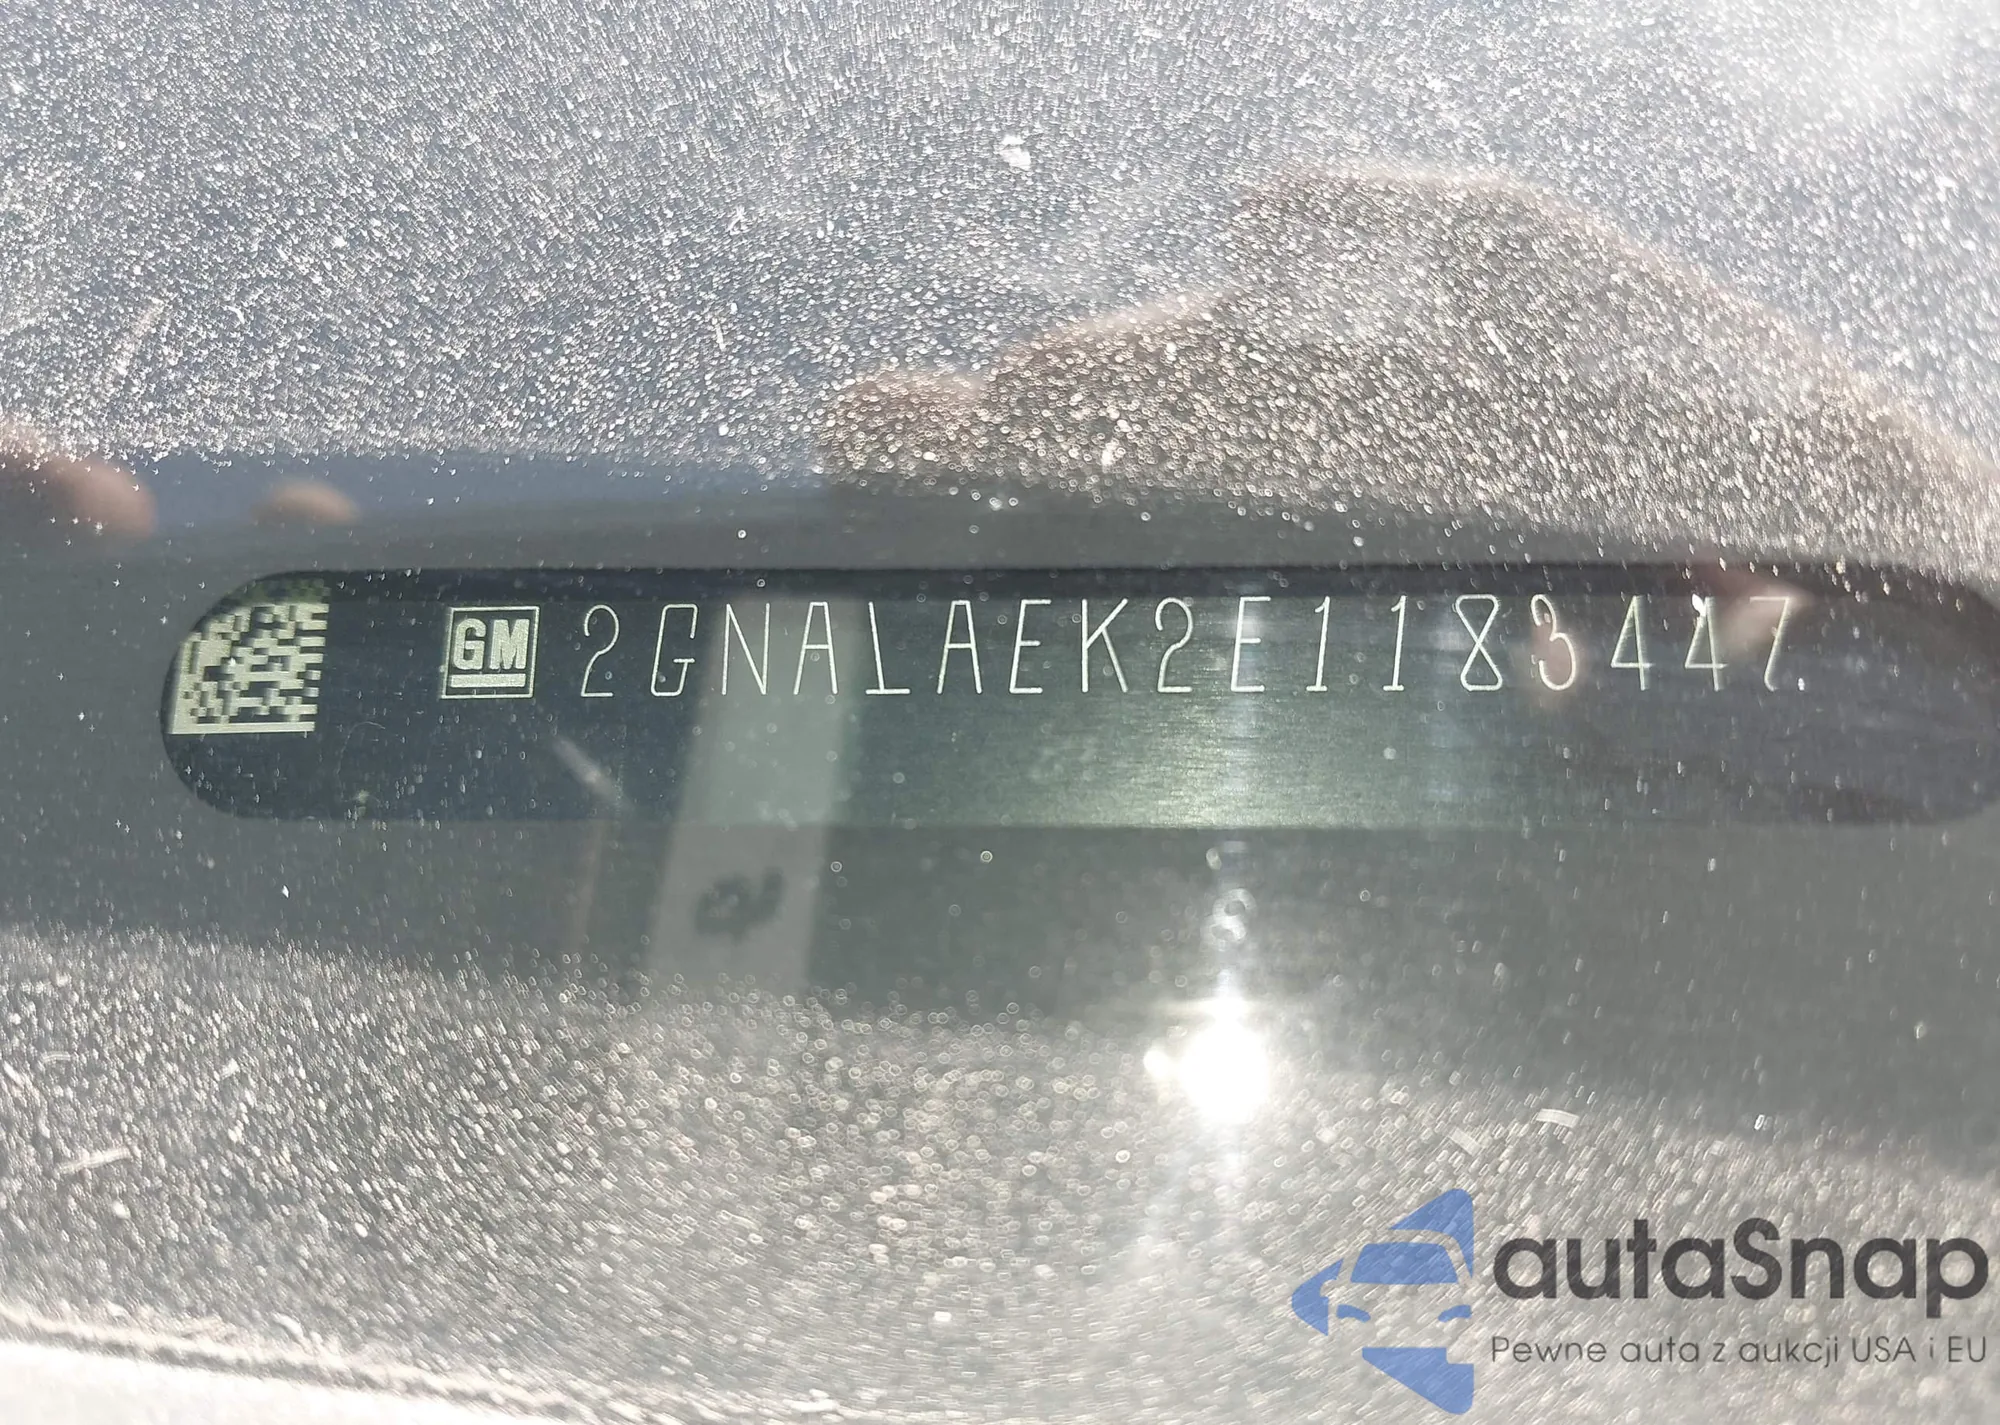 GM 2GNALAEK2E1183447
autaSnap
Pewne auta z aukcji USA i EU